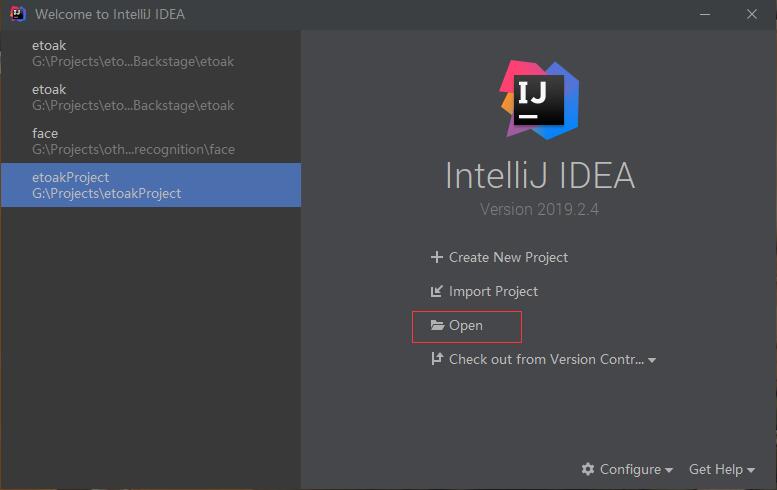 Welcome to IntelliJ IDEA
etoak
G:\Projects\eto...Backstage\etoak
etoak
G:\Projects\eto...Backstage\etoak
face
G:\Projects\oth...recognition\face
etoakProject
G:\Projects\etoakProject
IJ
IntelliJ IDEA
Version 2019.2.4
Create New Project
Import Project
Open
Check out from Version Contr...
Configure
Get Help